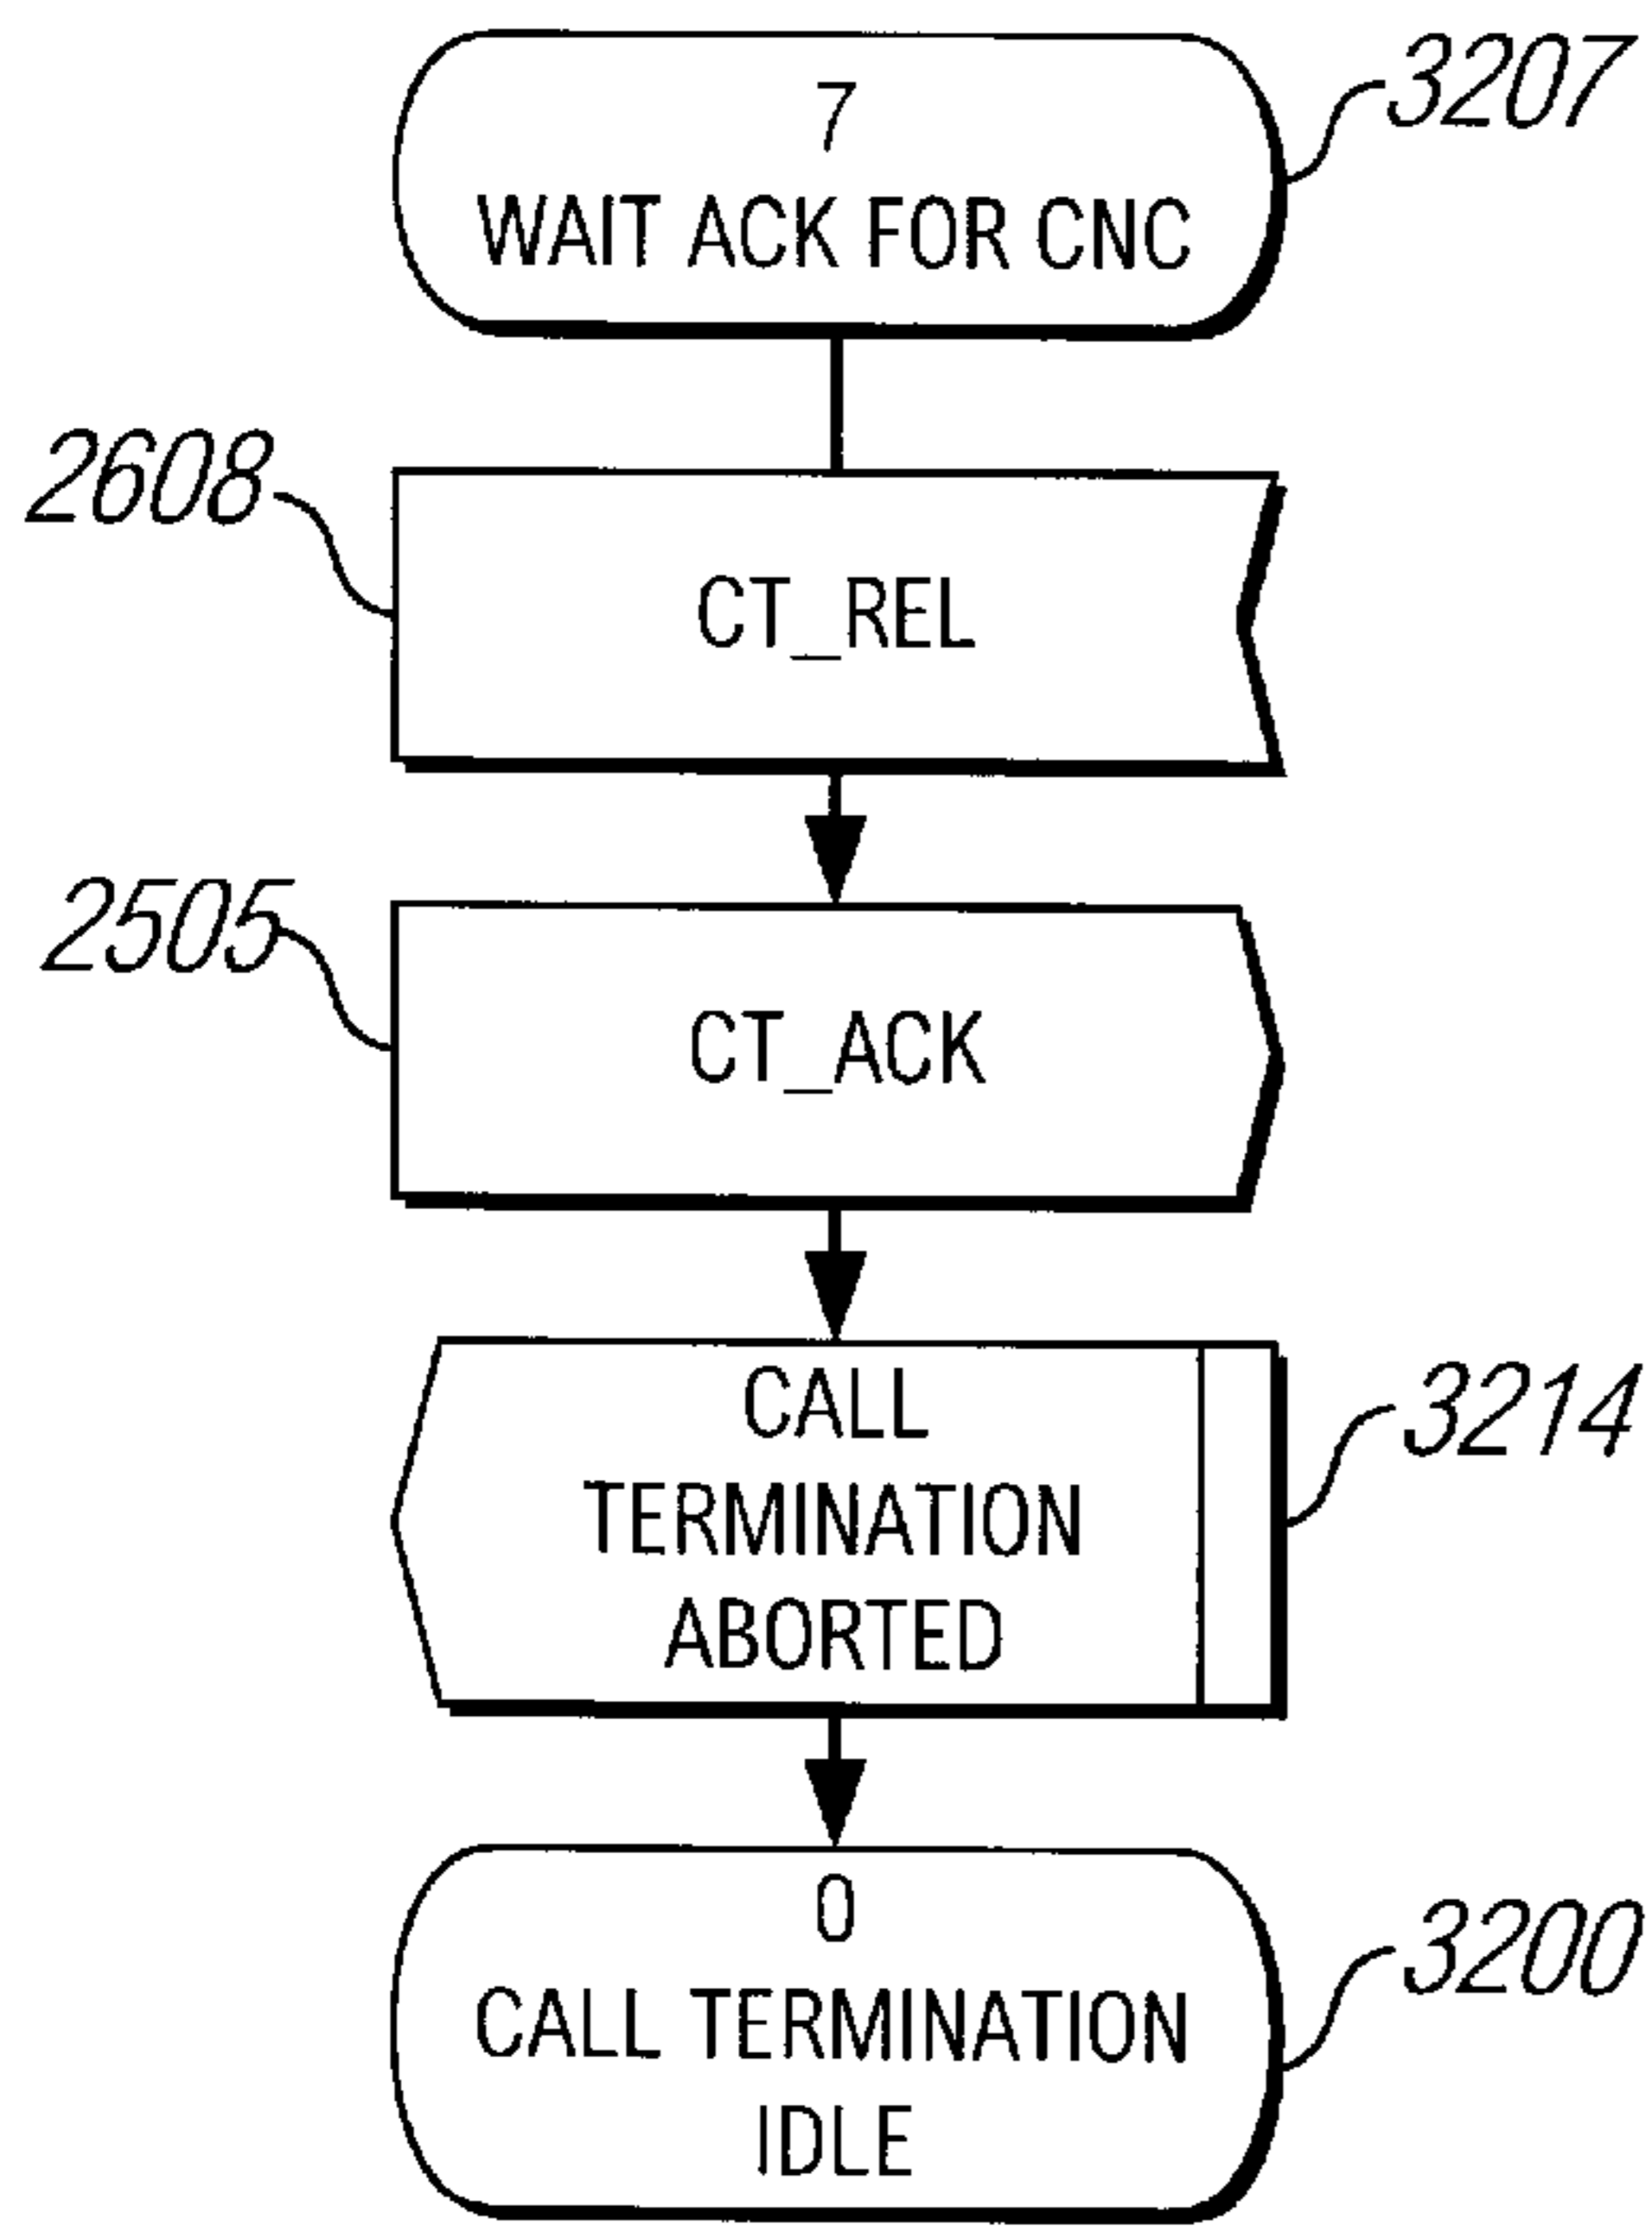 7
WAIT ACK FOR CNC
3207
2608
CT_REL
2505
CT_ACK
CALL
TERMINATION
ABORTED
3214
0
CALL TERMINATION
IDLE
3200